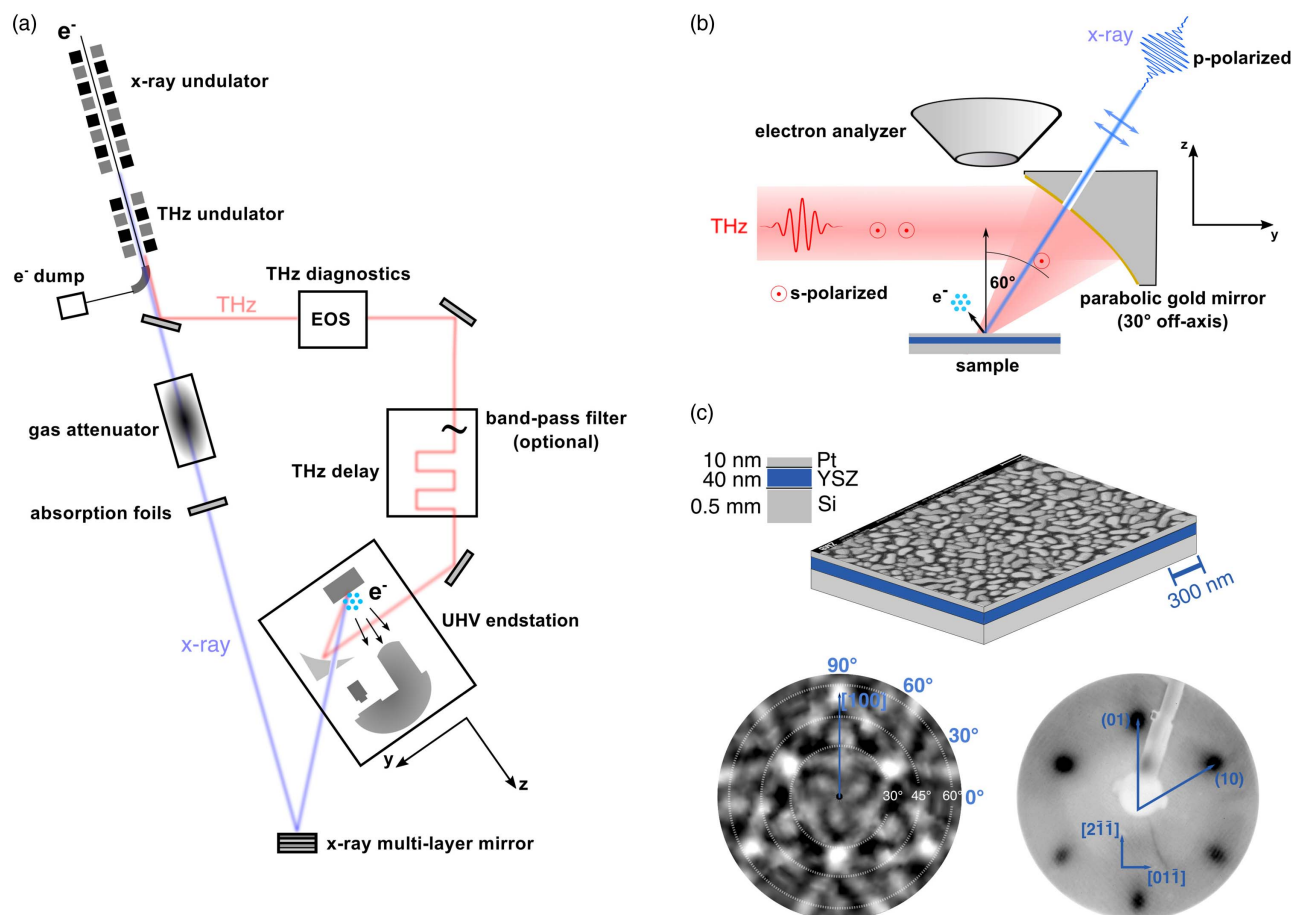 (a)
e-
x-ray undulator
THz undulator
e- dump
THz diagnostics
THz
EOS
gas attenuator
band-pass filter
(optional)
~
THz delay
absorption foils
e-
UHV endstation
x-ray
y
z
x-ray multi-layer mirror
(b)
x-ray
p-polarized
electron analyzer
z
y
THz
60°
s-polarized
e-
parabolic gold mirror
(30° off-axis)
sample
(c)
10 nm Pt
40 nm YSZ
0.5 mm Si
300 nm
90°
60°
[100]
30°
30° 45° 60° 0°
(01)
(10)
[21̄1̄]
[011̄]